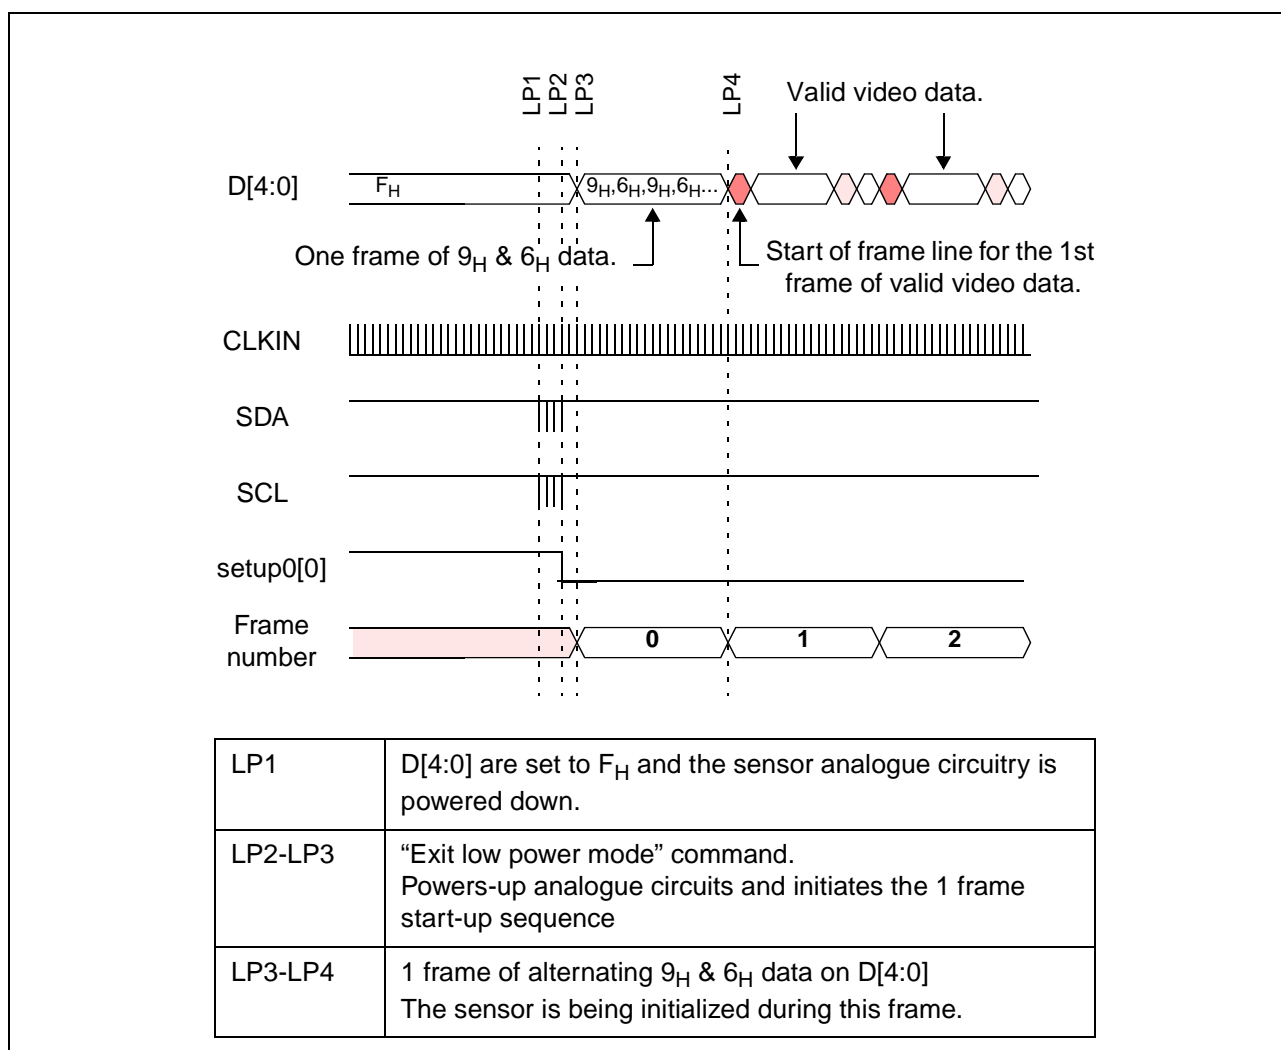 LP1 LP2 LP3 LP4
Valid video data.
D[4:0] FH 9H,6H,9H,6H...
One frame of 9H & 6H data.
Start of frame line for the 1st
frame of valid video data.
CLKIN
SDA
SCL
setup0[0]
Frame
number
0 1 2
LP1 D[4:0] are set to FH and the sensor analogue circuitry is
powered down.
LP2-LP3 “Exit low power mode” command.
Powers-up analogue circuits and initiates the 1 frame
start-up sequence
LP3-LP4 1 frame of alternating 9H & 6H data on D[4:0]
The sensor is being initialized during this frame.